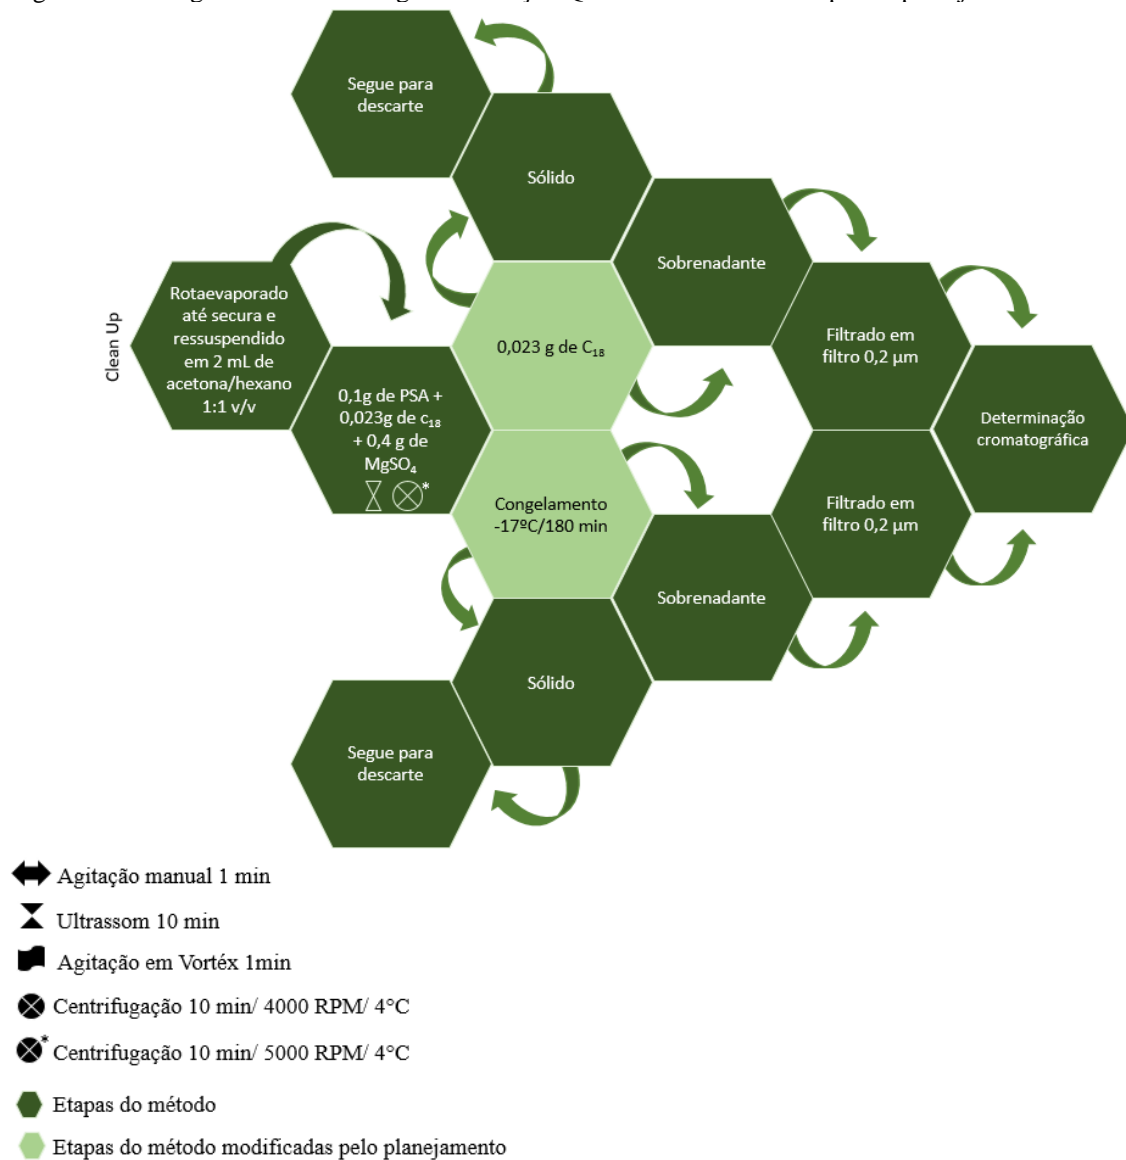 Segue para
descarte
Sólido
Sobrenadante
Clean Up
Rotaevaporado
até secura e
ressuspendido
em 2 mL de
acetona/hexano
1:1 v/v
0,023 g de C₁₈
Filtrado em
filtro 0,2 µm
0,1g de PSA +
0,023g de c₁₈
+ 0,4 g de
MgSO₄
*
Determinação
cromatográfica
Congelamento
-17ºC/180 min
Filtrado em
filtro 0,2 µm
Sobrenadante
Sólido
Segue para
descarte
Agitação manual 1 min
Ultrassom 10 min
Agitação em Vortéx 1min
Centrifugação 10 min/ 4000 RPM/ 4°C
* Centrifugação 10 min/ 5000 RPM/ 4°C
Etapas do método
Etapas do método modificadas pelo planejamento